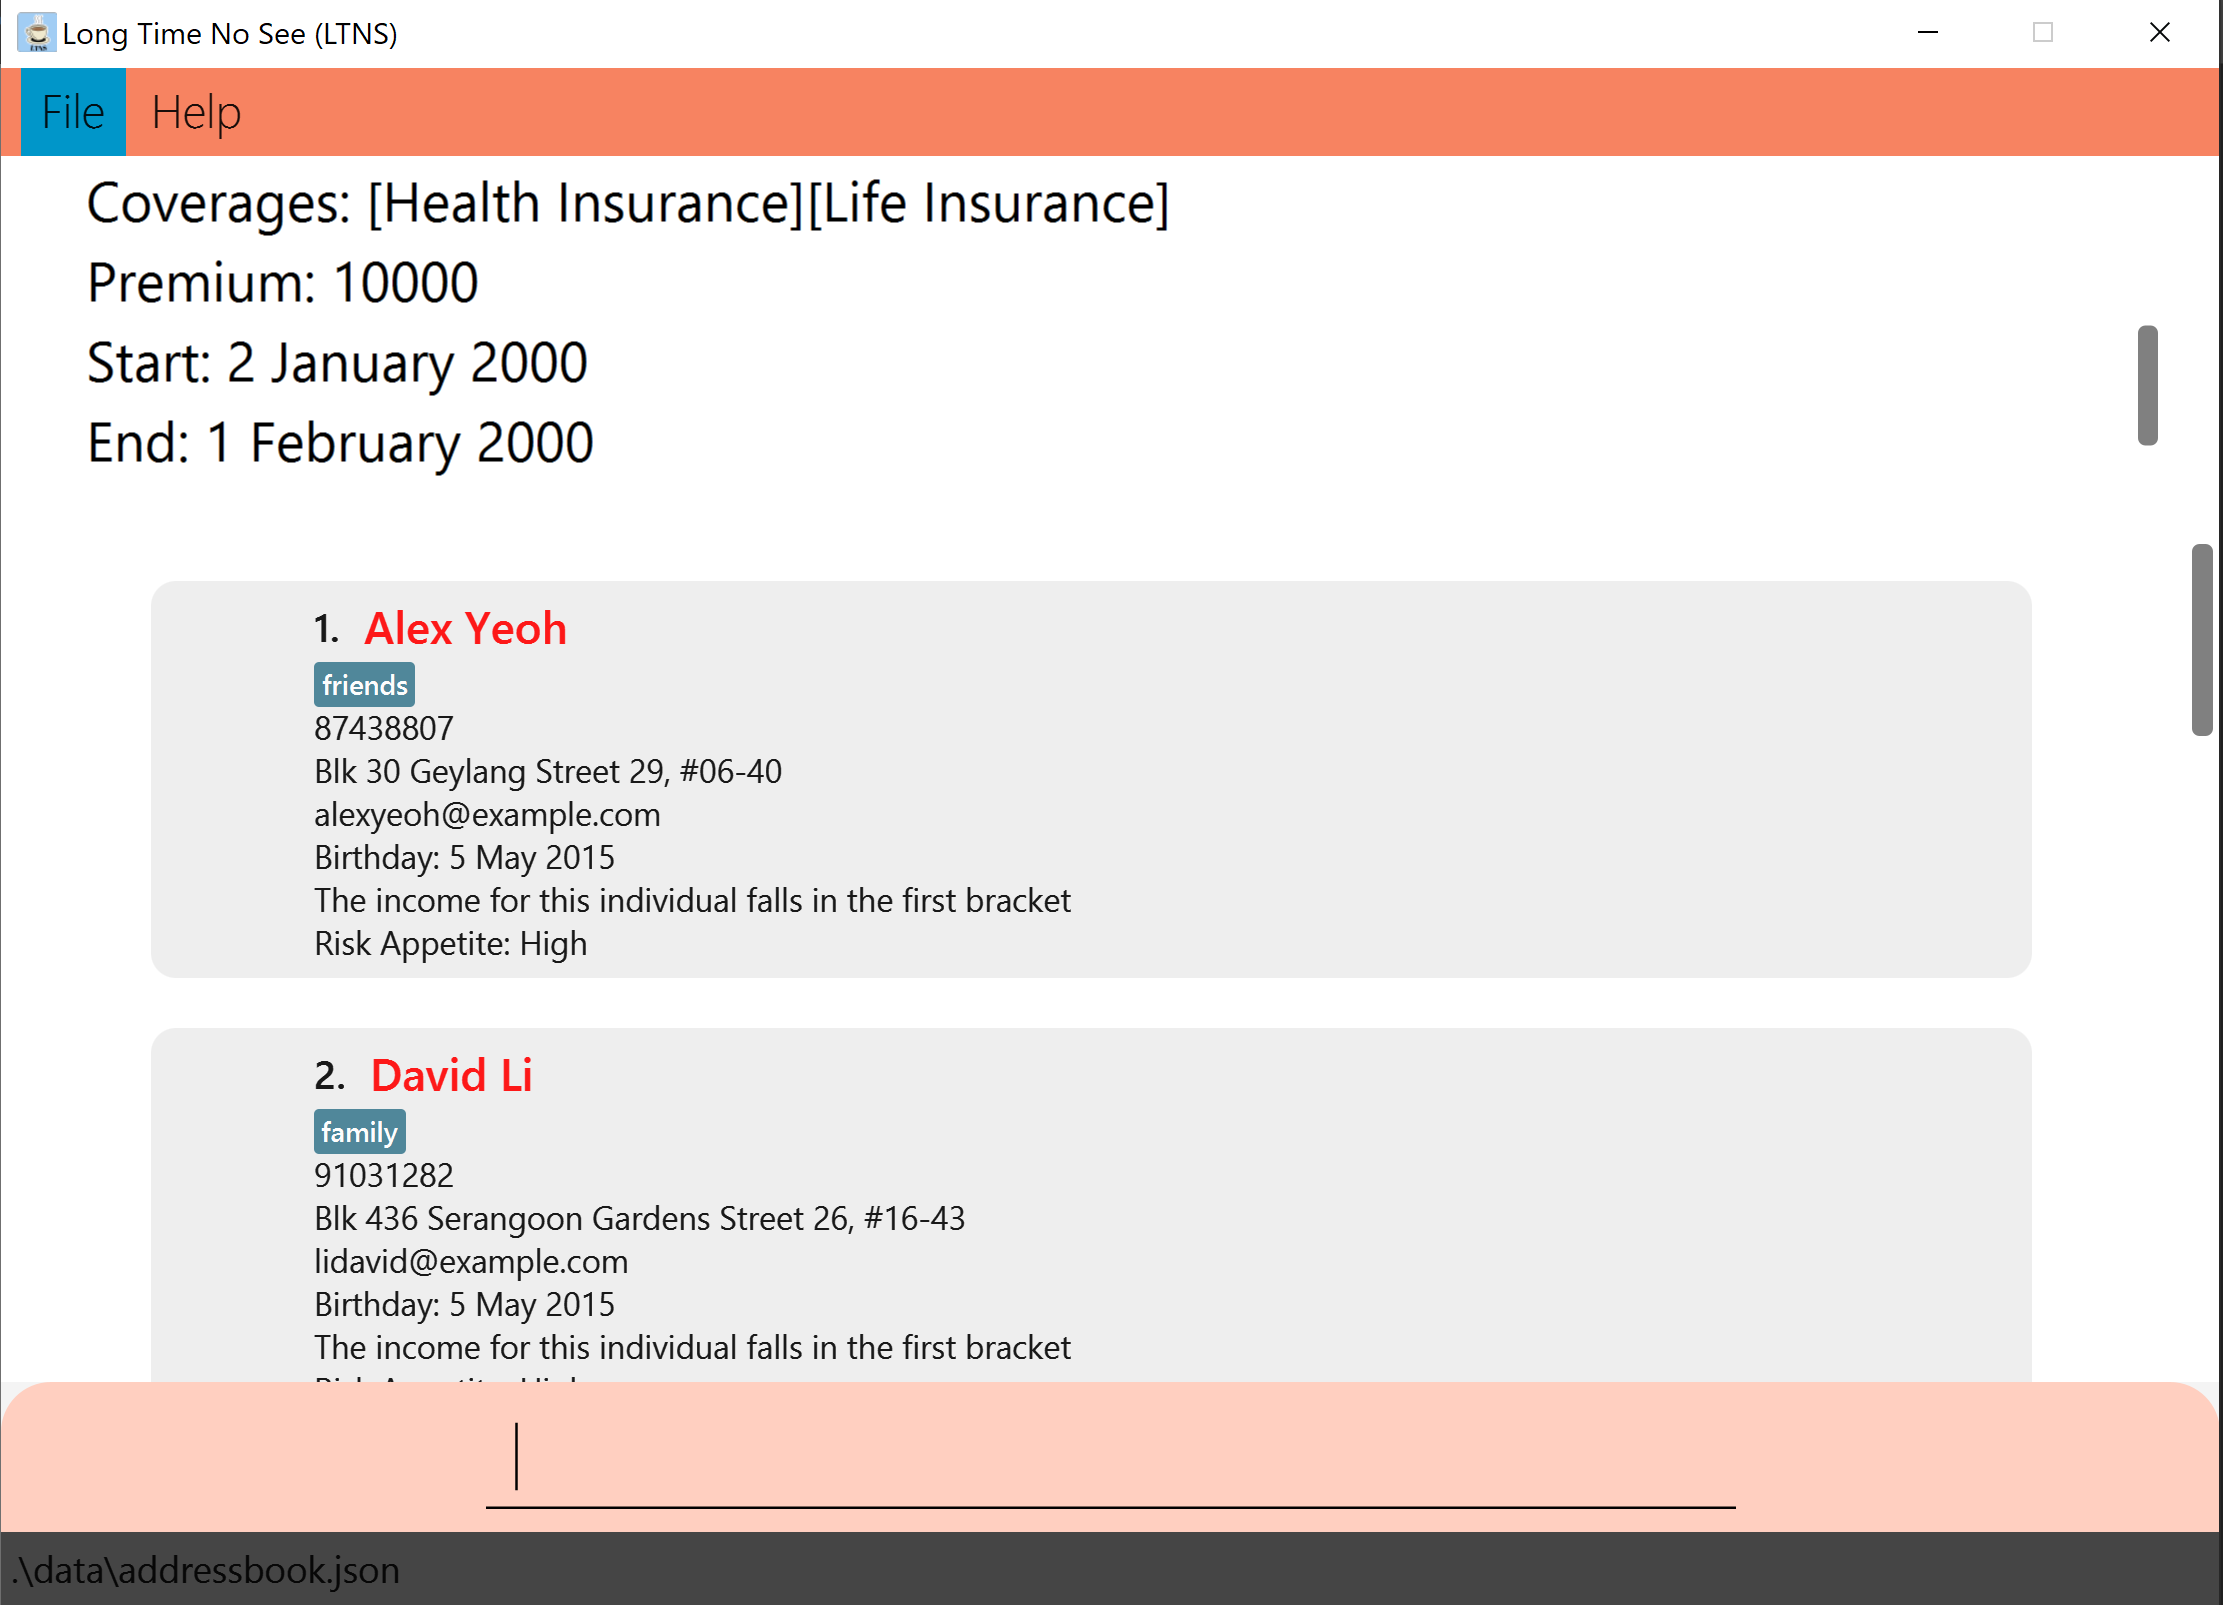 Long Time No See (LTNS)
File Help
Coverages: [Health Insurance][Life Insurance]
Premium: 10000
Start: 2 January 2000
End: 1 February 2000
1. Alex Yeoh
friends
87438807
Blk 30 Geylang Street 29, #06-40
alexyeoh@example.com
Birthday: 5 May 2015
The income for this individual falls in the first bracket
Risk Appetite: High
2. David Li
family
91031282
Blk 436 Serangoon Gardens Street 26, #16-43
lidavid@example.com
Birthday: 5 May 2015
The income for this individual falls in the first bracket
.\data\addressbook.json